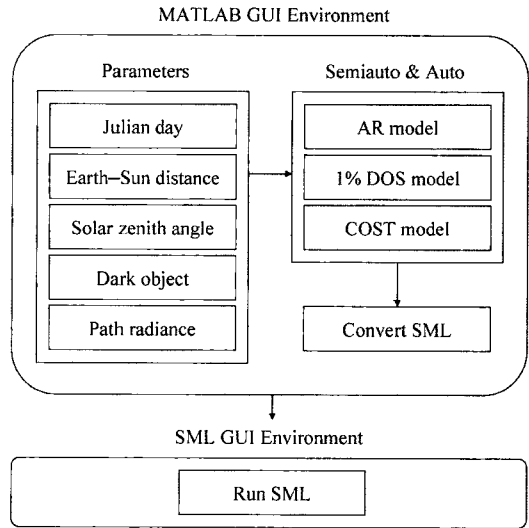 MATLAB GUI Environment
Parameters
Julian day
Earth–Sun distance
Solar zenith angle
Dark object
Path radiance
Semiauto & Auto
AR model
1% DOS model
COST model
Convert SML
SML GUI Environment
Run SML